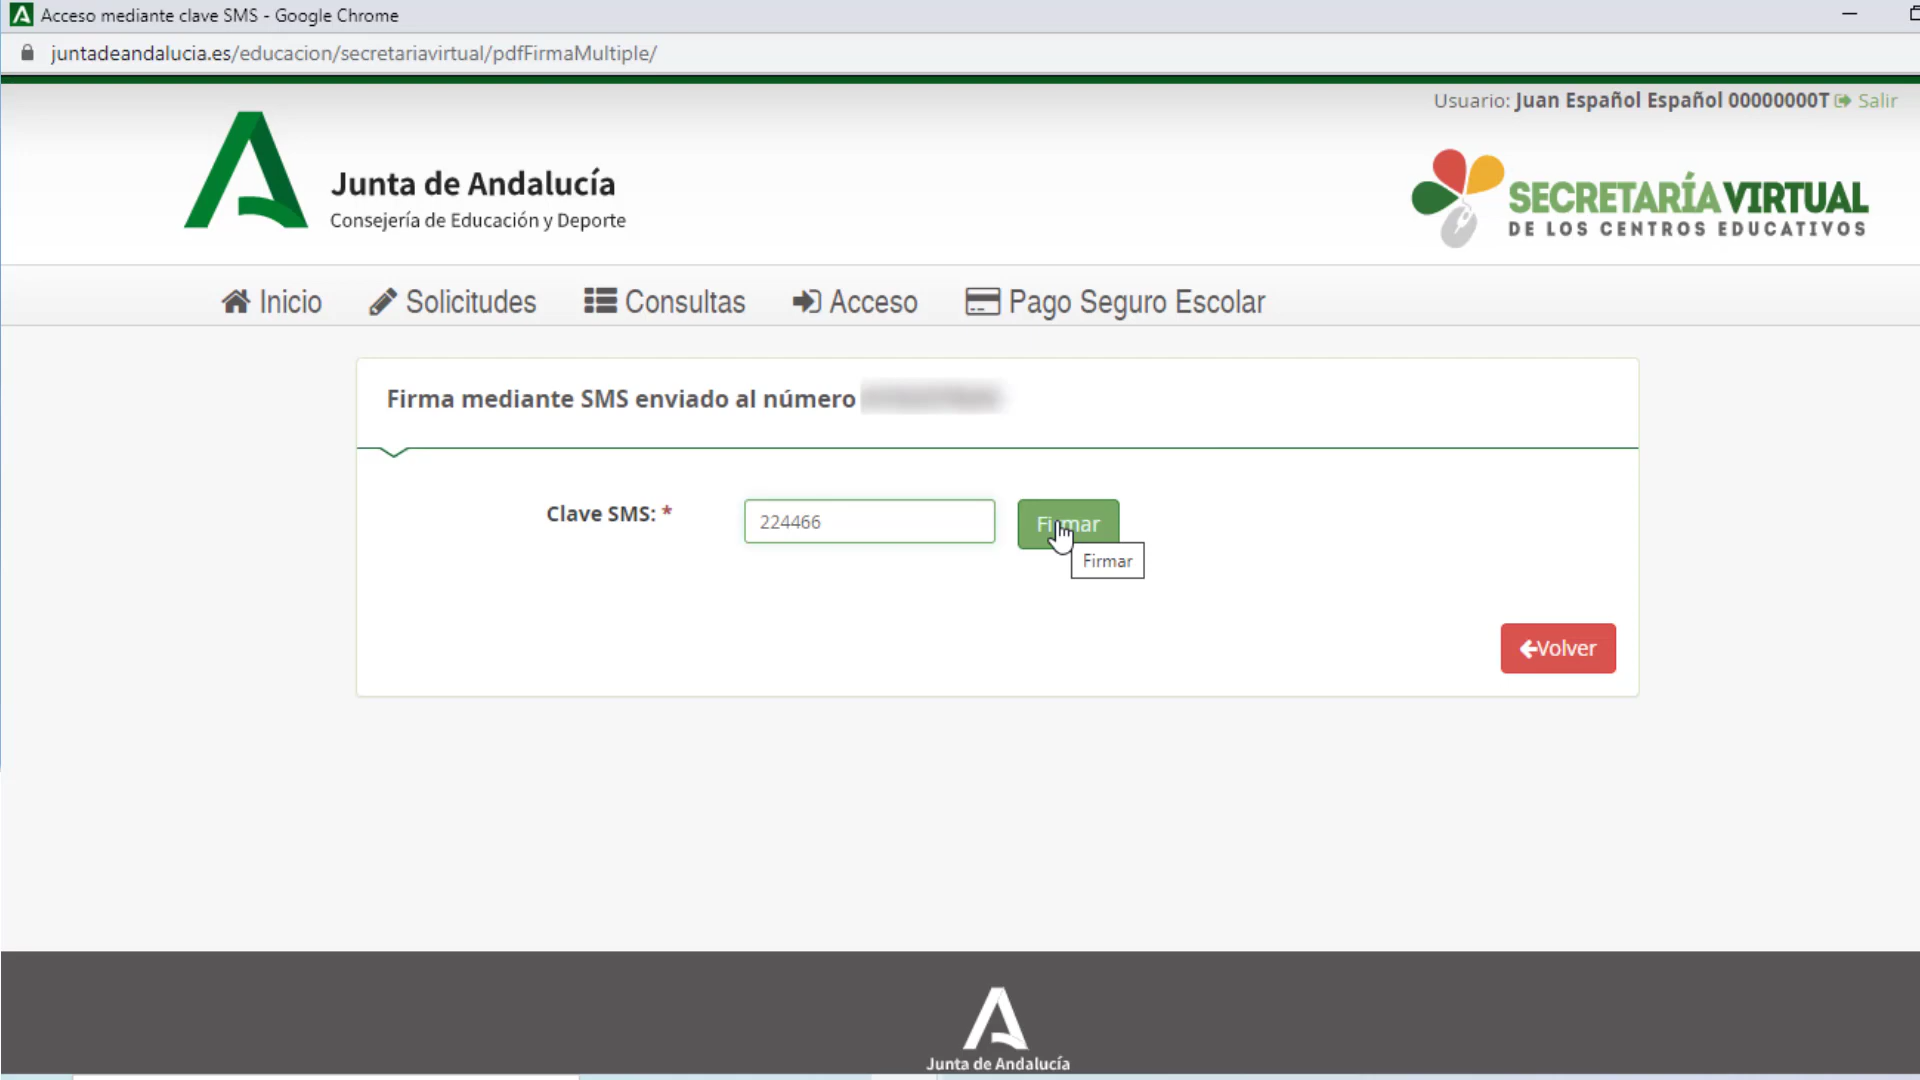 Acceso mediante clave SMS - Google Chrome
juntadeandalucia.es/educacion/secretariavirtual/pdfFirmaMultiple/
Usuario: Juan Español Español 00000000T Salir
Junta de Andalucía
Consejería de Educación y Deporte
SECRETARÍA VIRTUAL
DE LOS CENTROS EDUCATIVOS
Inicio Solicitudes Consultas Acceso Pago Seguro Escolar
Firma mediante SMS enviado al número
Clave SMS: * 224466 Firmar
Firmar
Volver
Junta de Andalucía